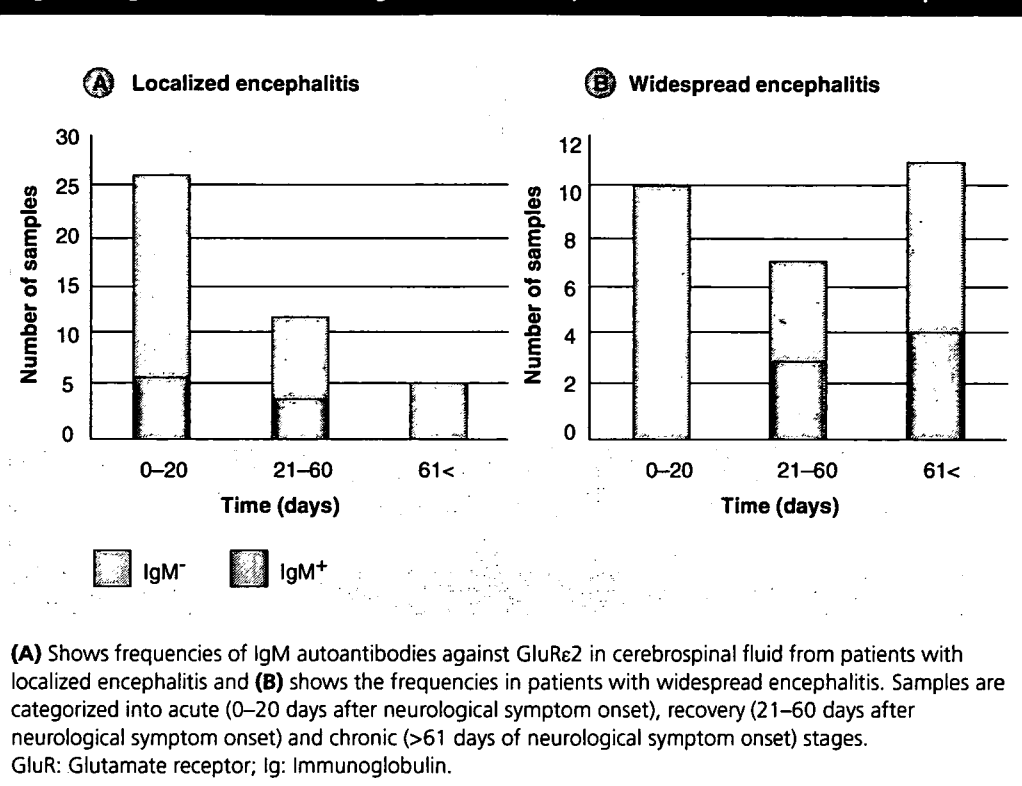 A Localized encephalitis
B Widespread encephalitis
Number of samples
30
25
20
15
10
5
0
0–20 21–60 61<
Time (days)
Number of samples
12
10
8
6
4
2
0
0–20 21–60 61<
Time (days)
IgM⁻ IgM⁺
(A) Shows frequencies of IgM autoantibodies against GluRε2 in cerebrospinal fluid from patients with
localized encephalitis and (B) shows the frequencies in patients with widespread encephalitis. Samples are
categorized into acute (0–20 days after neurological symptom onset), recovery (21–60 days after
neurological symptom onset) and chronic (>61 days of neurological symptom onset) stages.
GluR: Glutamate receptor; Ig: Immunoglobulin.